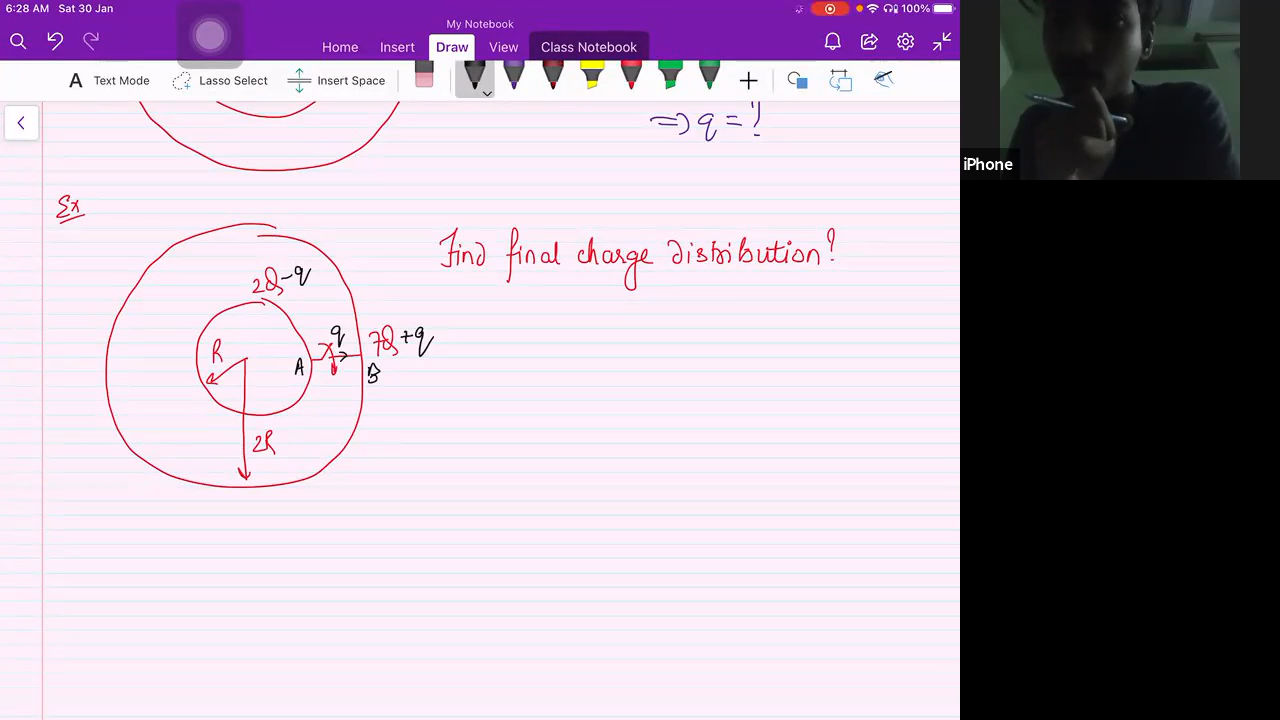 6:28 AM Sat 30 Jan
100%
My Notebook
Home Insert Draw View Class Notebook
Text Mode Lasso Select Insert Space
iPhone
⇒ q = ?
Ex
Find final charge distribution?
2Q-q
R
A
q
7Q+q
B
2R